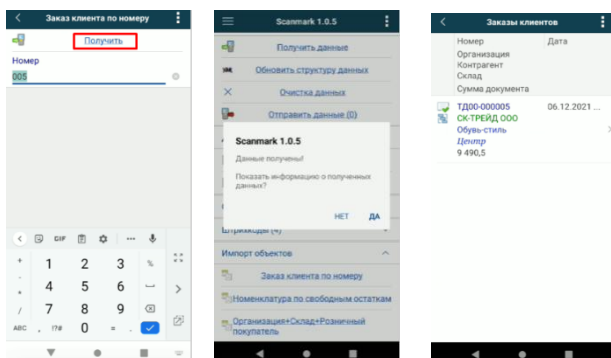 Заказ клиента по номеру
Получить
Номер
005
GIF
1 2 3 %
4 5 6
7 8 9
ABC , !?# 0 = .
Scanmark 1.0.5
Получить данные
Обновить структуру данных
Очистка данных
Отправить данные (0)
Scanmark 1.0.5
Данные получены!
Показать информацию о полученных
данных?
НЕТ ДА
Штрихкоды (4)
Импорт объектов
Заказ клиента по номеру
Номенклатура по свободным остаткам
Организация+Склад+Розничный
покупатель
Заказы клиентов
Номер Дата
Организация
Контрагент
Склад
Сумма документа
ТД00-000005 06.12.2021 ...
СК-ТРЕЙД ООО
Обувь-стиль
Центр
9 490,5